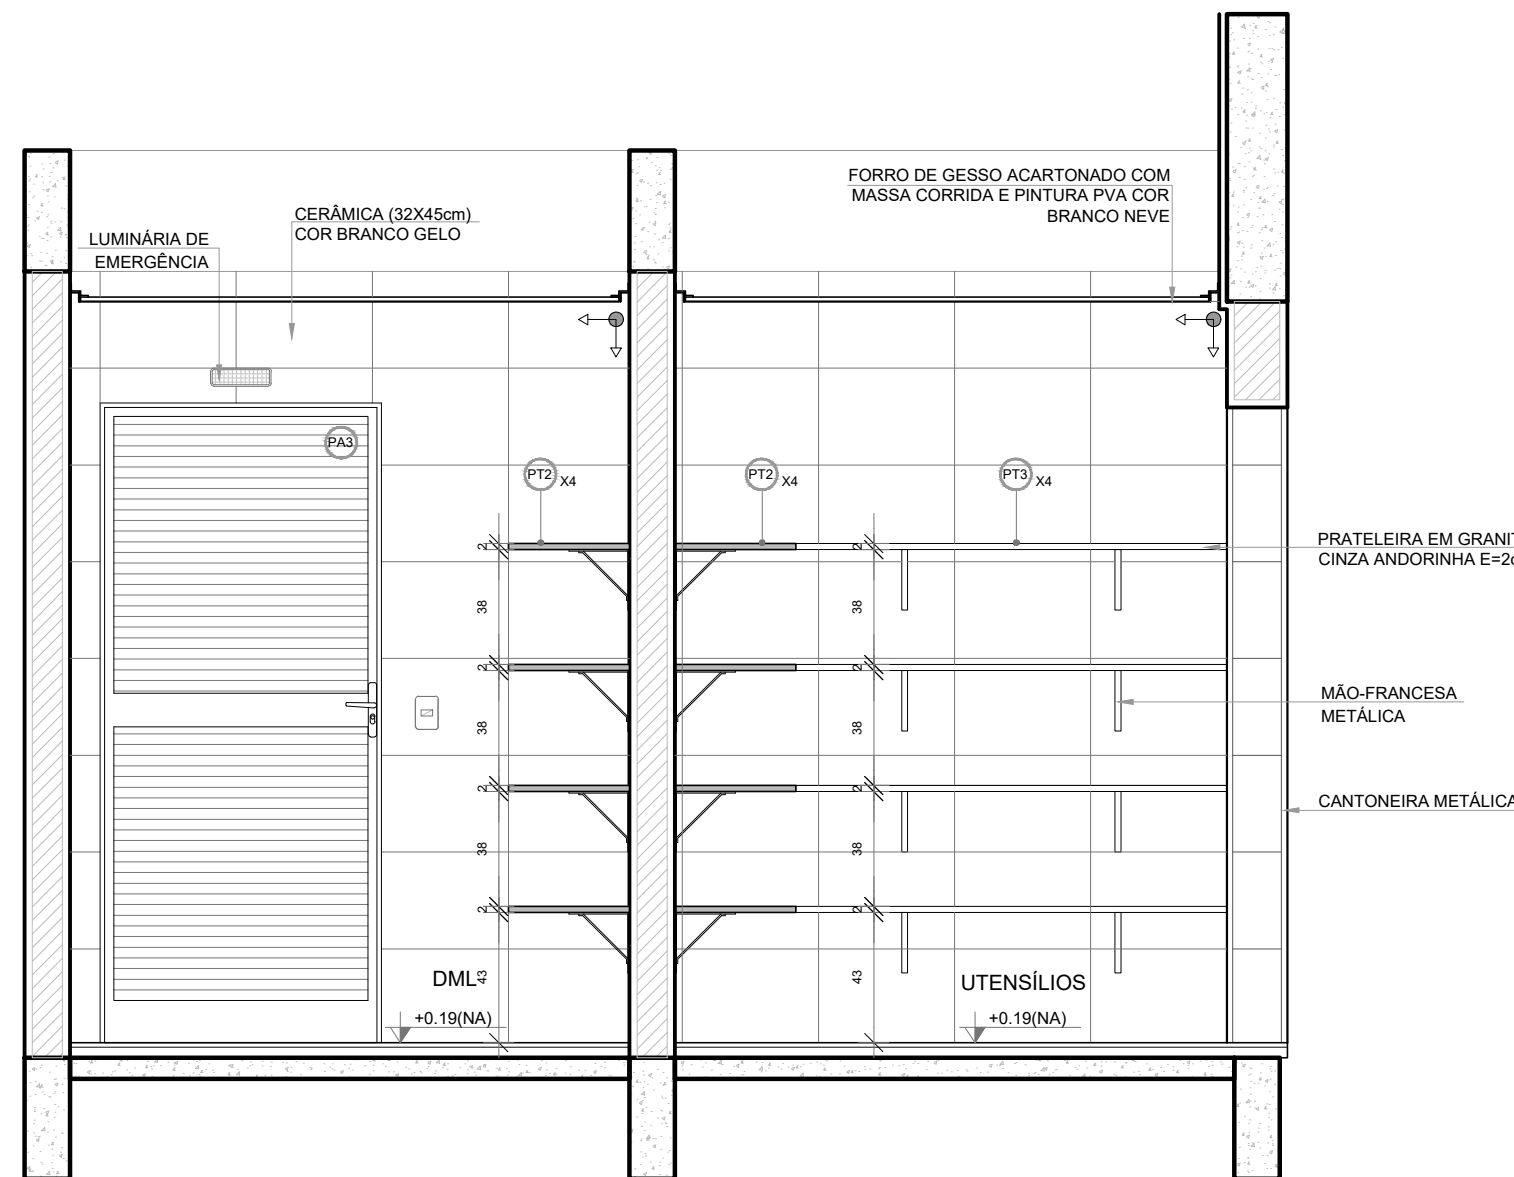 FORRO DE GESSO ACARTONADO COM
MASSA CORRIDA E PINTURA PVA COR
BRANCO NEVE
CERÂMICA (32X45cm)
COR BRANCO GELO
LUMINÁRIA DE
EMERGÊNCIA
PA3
PT2 X4
PT2 X4
PT3 X4
2
2
PRATELEIRA EM GRANIT
CINZA ANDORINHA E=2
38
38
2
2
MÃO-FRANCESA
METÁLICA
38
38
2
2
CANTONEIRA METÁLICA
38
38
2
2
DML
43
43
UTENSÍLIOS
+0.19(NA)
+0.19(NA)